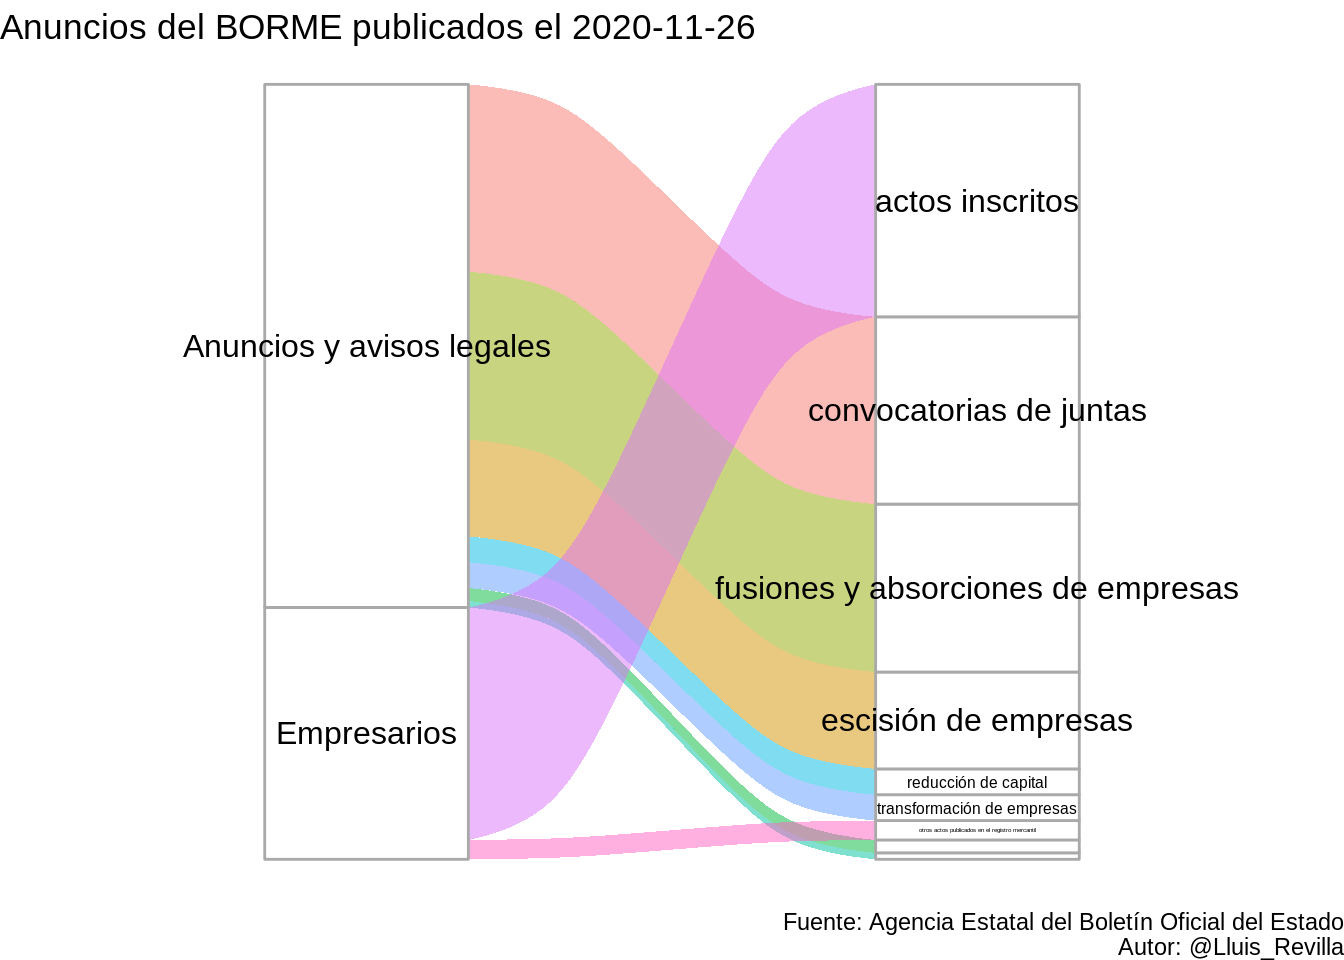 Anuncios del BORME publicados el 2020-11-26
actos inscritos
Anuncios y avisos legales
convocatorias de juntas
fusiones y absorciones de empresas
escisión de empresas
Empresarios
reducción de capital
transformación de empresas
otros actos publicados en el registro mercantil
Fuente: Agencia Estatal del Boletín Oficial del Estado
Autor: @Lluis_Revilla